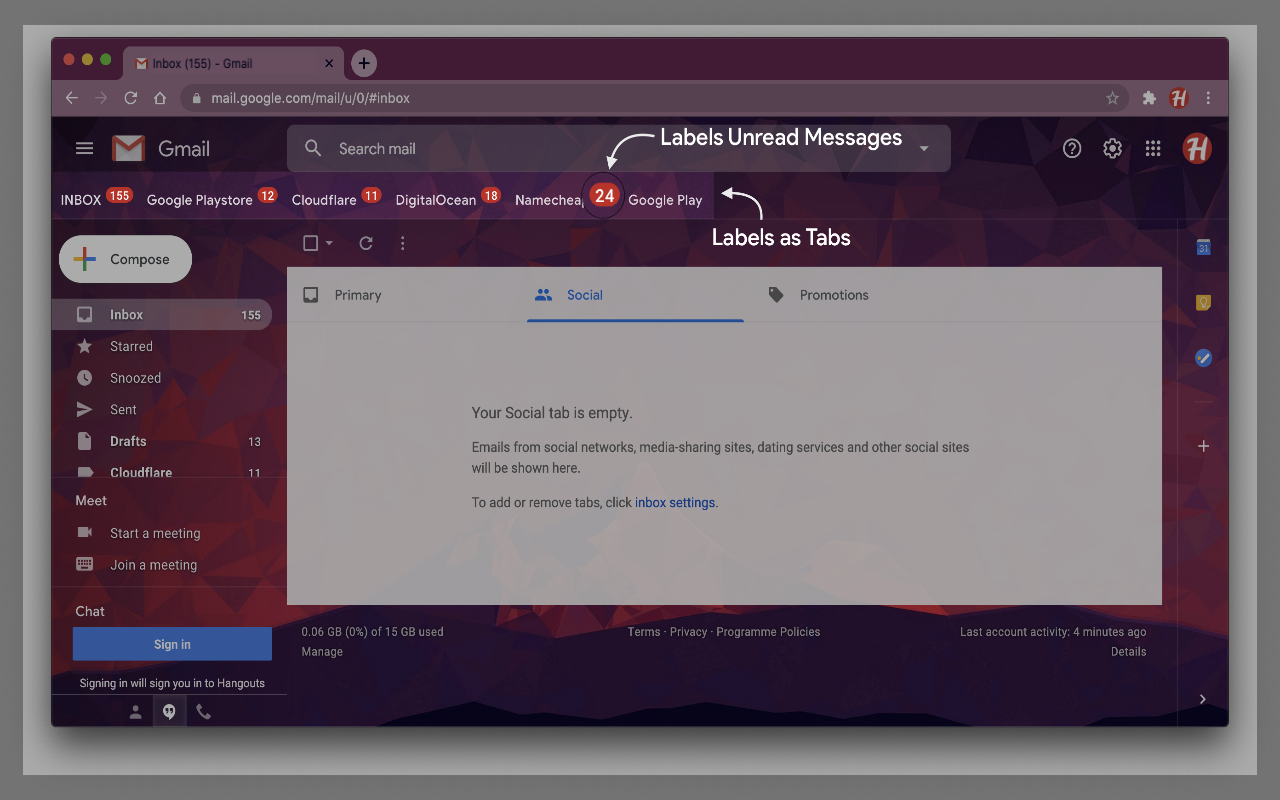 Inbox (155) - Gmail
mail.google.com/mail/u/0/#inbox
H
Gmail
Search mail
Labels Unread Messages
H
INBOX 155 Google Playstore 12 Cloudflare 11 DigitalOcean 18 Namecheap 24 Google Play
Labels as Tabs
Compose
31
Primary Social Promotions
Inbox 155
Starred
Snoozed
Sent
Drafts 13
Cloudflare 11
Your Social tab is empty.
Emails from social networks, media-sharing sites, dating services and other social sites
will be shown here.
To add or remove tabs, click inbox settings.
Meet
Start a meeting
Join a meeting
Chat
Sign in
Signing in will sign you in to Hangouts
0.06 GB (0%) of 15 GB used
Manage
Terms · Privacy · Programme Policies
Last account activity: 4 minutes ago
Details